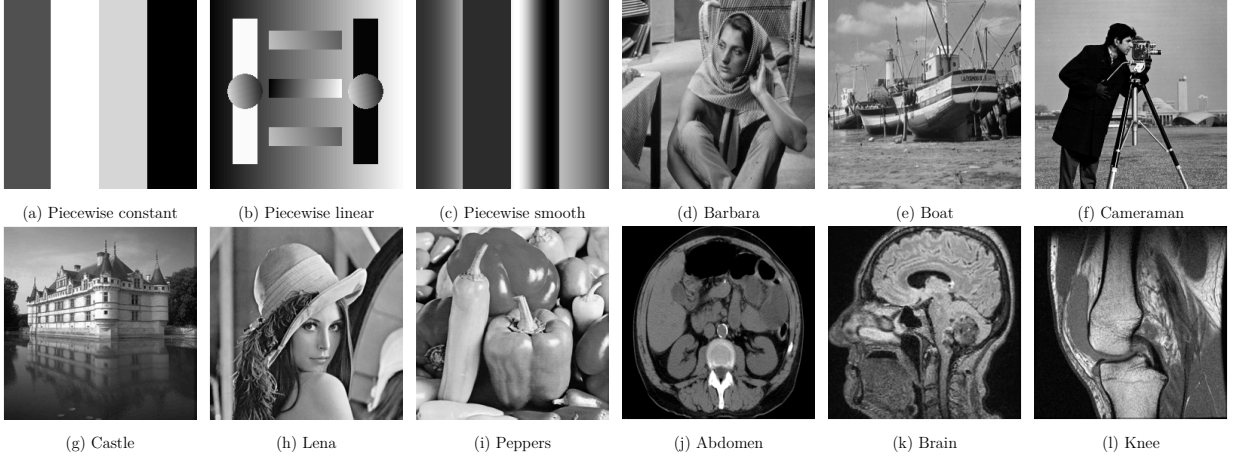 (a) Piecewise constant
(b) Piecewise linear
(c) Piecewise smooth
(d) Barbara
(e) Boat
(f) Cameraman
(g) Castle
(h) Lena
(i) Peppers
(j) Abdomen
(k) Brain
(l) Knee